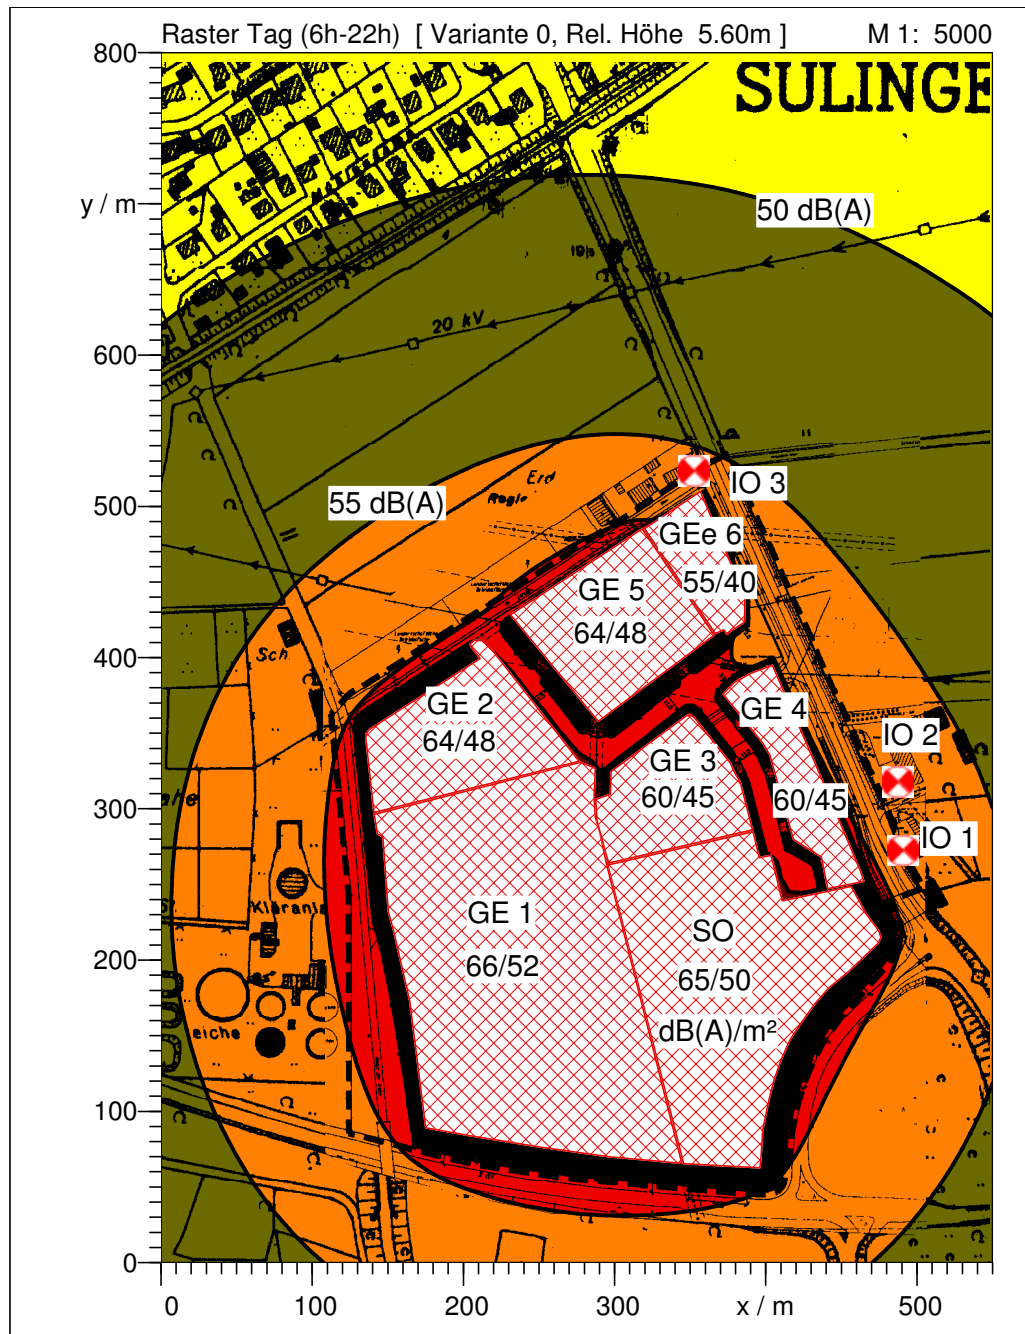 Raster Tag (6h-22h) [ Variante 0, Rel. Höhe 5.60m ] M 1: 5000
800
SULINGE
y / m
50 dB(A)
20 kV
600
IO 3
Erd
500
55 dB(A)
GEe 6
55/40
GE 5
64/48
400
Sch.
GE 2
64/48
GE 4
60/45
GE 3
60/45
IO 2
300
IO 1
GE 1
66/52
SO
65/50
dB(A)/m²
200
eiche
100
0
0 100 200 300 x / m 500